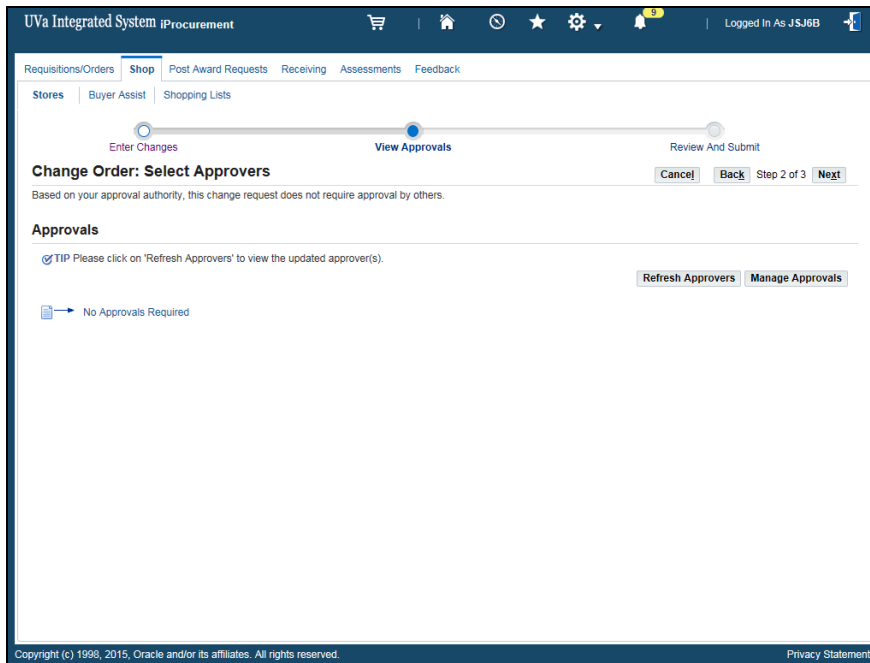 UVa Integrated System iProcurement
9
Logged In As JSJ6B
Requisitions/Orders Shop Post Award Requests Receiving Assessments Feedback
Stores Buyer Assist Shopping Lists
Enter Changes View Approvals Review And Submit
Change Order: Select Approvers
Cancel Back Step 2 of 3 Next
Based on your approval authority, this change request does not require approval by others.
Approvals
TIP Please click on 'Refresh Approvers' to view the updated approver(s).
Refresh Approvers Manage Approvals
No Approvals Required
Copyright (c) 1998, 2015, Oracle and/or its affiliates. All rights reserved. Privacy Statement